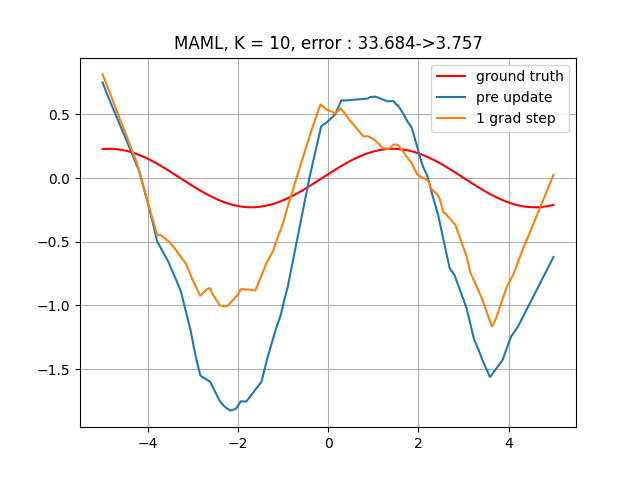 MAML, K = 10, error : 33.684->3.757
ground truth
pre update
1 grad step
0.5
0.0
−0.5
−1.0
−1.5
−4
−2
0
2
4